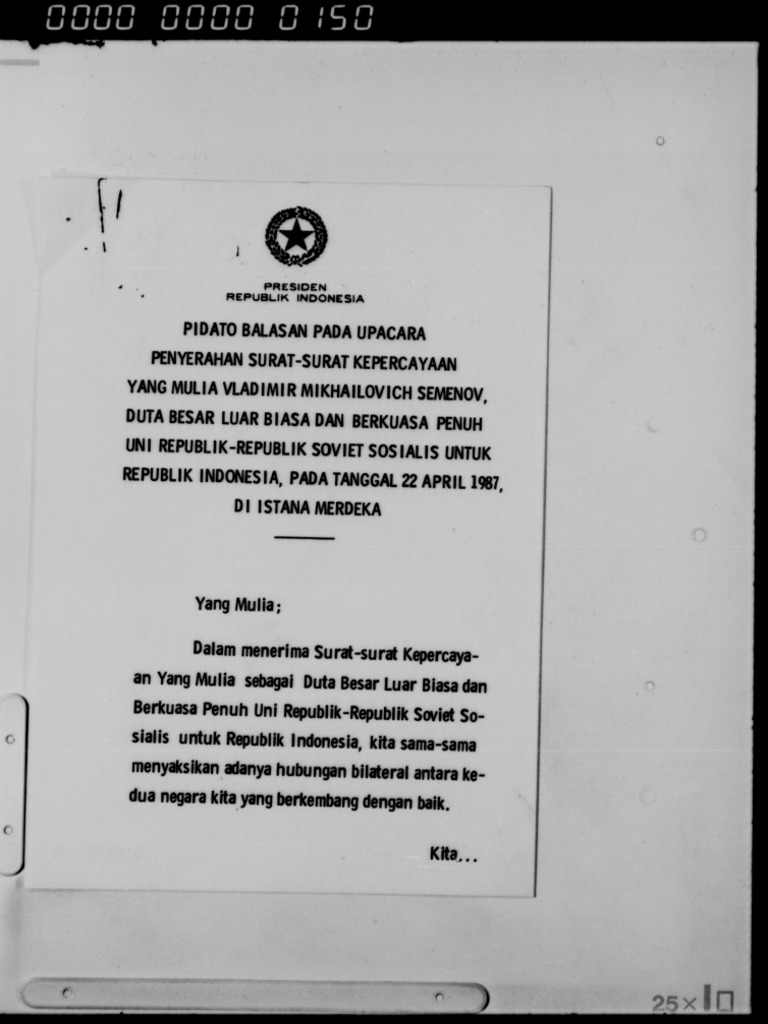 0000 0000 0150
PRESIDEN
REPUBLIK INDONESIA
PIDATO BALASAN PADA UPACARA
PENYERAHAN SURAT-SURAT KEPERCAYAAN
YANG MULIA VLADIMIR MIKHAILOVICH SEMENOV,
DUTA BESAR LUAR BIASA DAN BERKUASA PENUH
UNI REPUBLIK-REPUBLIK SOVIET SOSIALIS UNTUK
REPUBLIK INDONESIA, PADA TANGGAL 22 APRIL 1987,
DI ISTANA MERDEKA
Yang Mulia;
Dalam menerima Surat-surat Kepercaya-
an Yang Mulia sebagai Duta Besar Luar Biasa dan
Berkuasa Penuh Uni Republik-Republik Soviet So-
sialis untuk Republik Indonesia, kita sama-sama
menyaksikan adanya hubungan bilateral antara ke-
dua negara kita yang berkembang dengan baik.
Kita...
25×